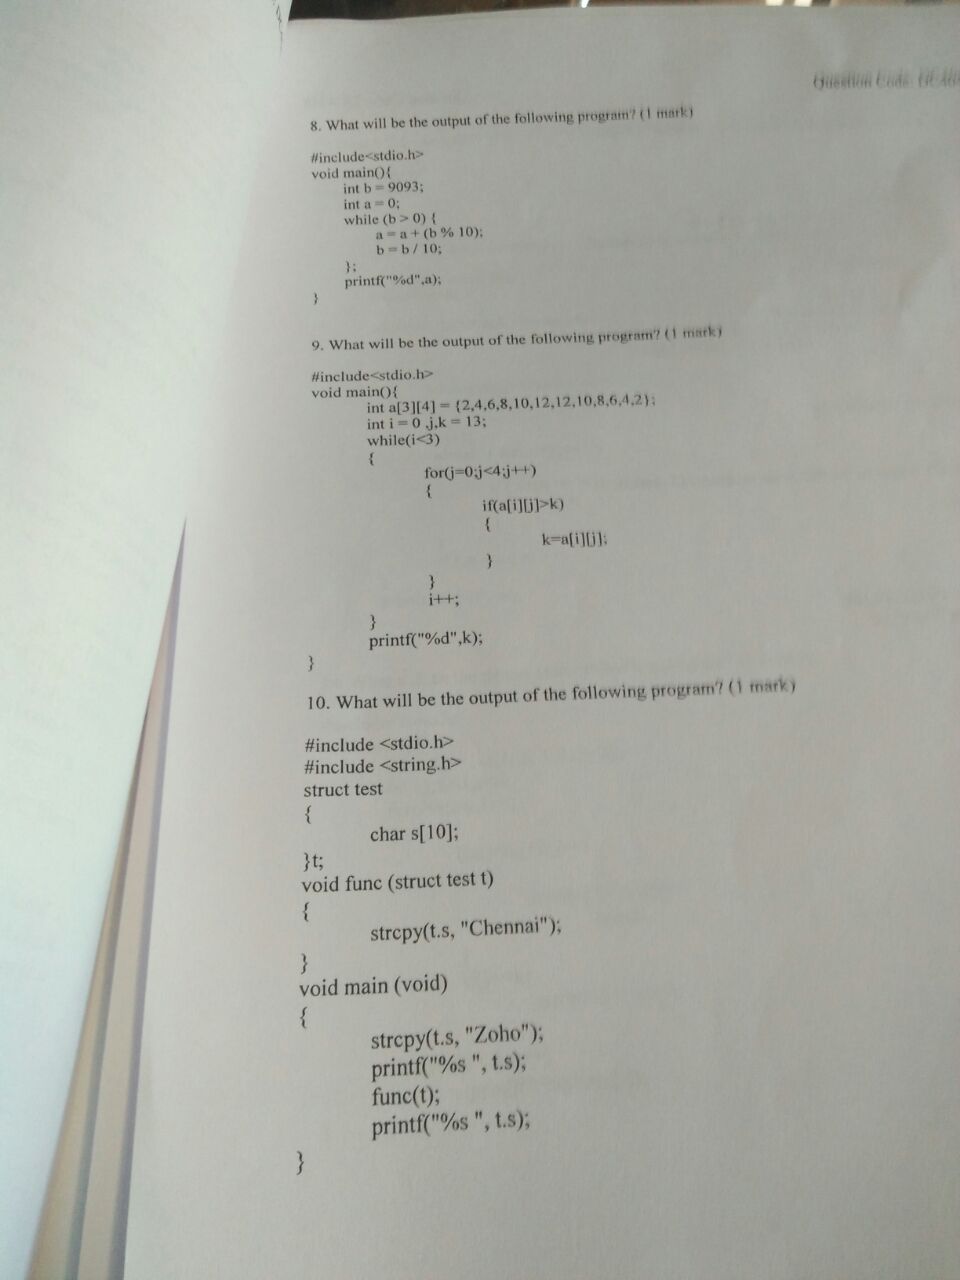 Question Code:
8. What will be the output of the following program? (1 mark)
#include<stdio.h>
void main(){
int b = 9093;
int a = 0;
while (b > 0) {
a = a + (b % 10);
b = b / 10;
};
printf("%d",a);
}
9. What will be the output of the following program? (1 mark)
#include<stdio.h>
void main(){
int a[3][4] = {2,4,6,8,10,12,12,10,8,6,4,2};
int i = 0 ,j,k = 13;
while(i<3)
{
for(j=0;j<4;j++)
{
if(a[i][j]>k)
{
k=a[i][j];
}
}
i++;
}
printf("%d",k);
}
10. What will be the output of the following program? (1 mark)
#include <stdio.h>
#include <string.h>
struct test
{
char s[10];
}t;
void func (struct test t)
{
strcpy(t.s, "Chennai");
}
void main (void)
{
strcpy(t.s, "Zoho");
printf("%s ", t.s);
func(t);
printf("%s ", t.s);
}